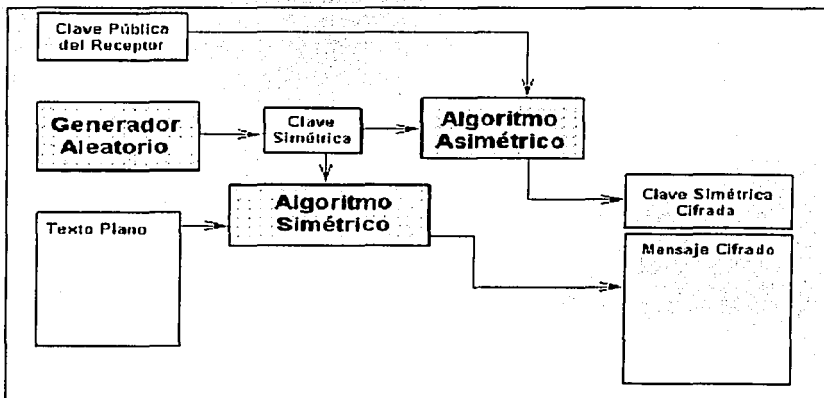 Clave Pública
del Receptor
Generador
Aleatorio
Clave
Simétrica
Algoritmo
Asimétrico
Algoritmo
Simétrico
Clave Simétrica
Cifrada
Texto Plano
Mensaje Cifrado